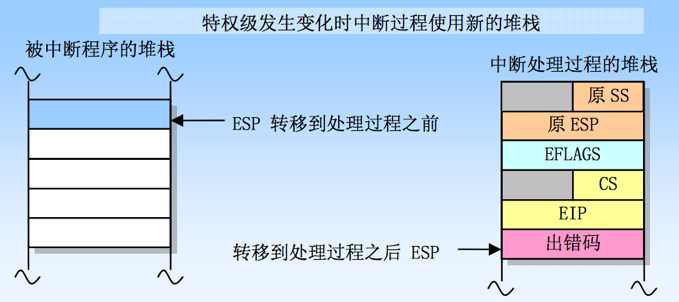 特权级发生变化时中断过程使用新的堆栈
被中断程序的堆栈
中断处理过程的堆栈
ESP 转移到处理过程之前
原 SS
原 ESP
EFLAGS
CS
EIP
出错码
转移到处理过程之后 ESP